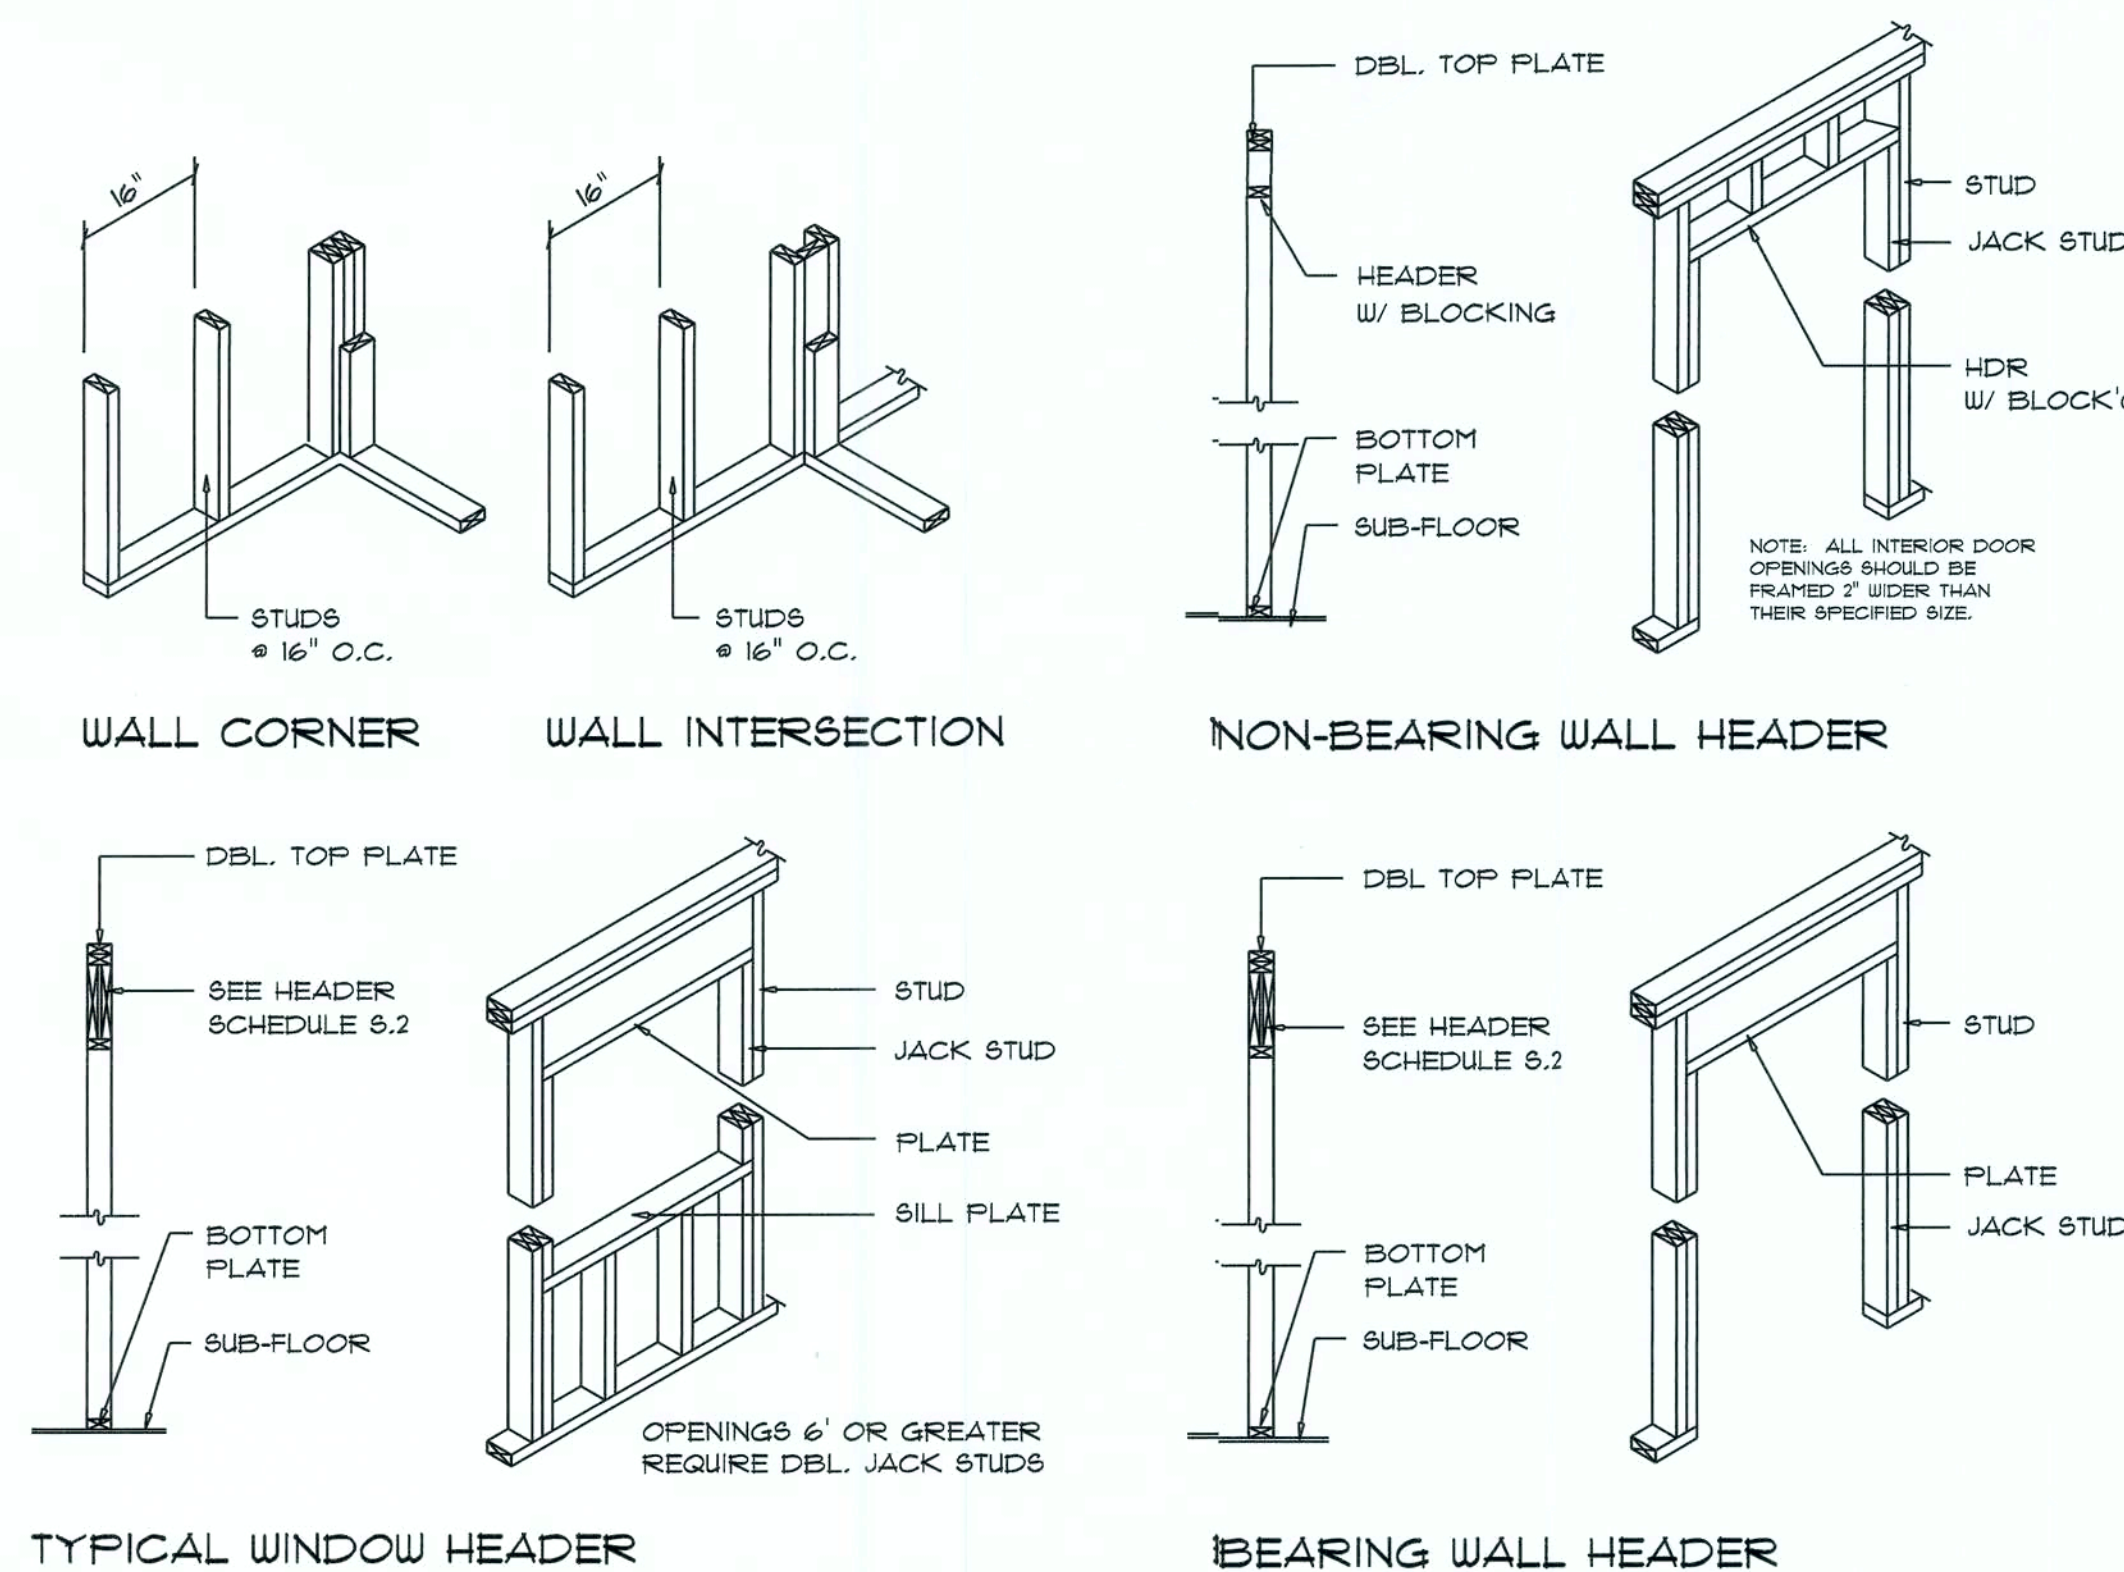 16"
STUDS
@ 16" O.C.
WALL CORNER
16"
STUDS
@ 16" O.C.
WALL INTERSECTION
DBL. TOP PLATE
HEADER
W/ BLOCKING
BOTTOM
PLATE
SUB-FLOOR
STUD
JACK STUD
HDR
W/ BLOCK'
NOTE: ALL INTERIOR DOOR
OPENINGS SHOULD BE
FRAMED 2" WIDER THAN
THEIR SPECIFIED SIZE.
NON-BEARING WALL HEADER
DBL. TOP PLATE
SEE HEADER
SCHEDULE S.2
BOTTOM
PLATE
SUB-FLOOR
STUD
JACK STUD
PLATE
SILL PLATE
OPENINGS 6' OR GREATER
REQUIRE DBL. JACK STUDS
TYPICAL WINDOW HEADER
DBL TOP PLATE
SEE HEADER
SCHEDULE S.2
BOTTOM
PLATE
SUB-FLOOR
STUD
PLATE
JACK STUD
BEARING WALL HEADER